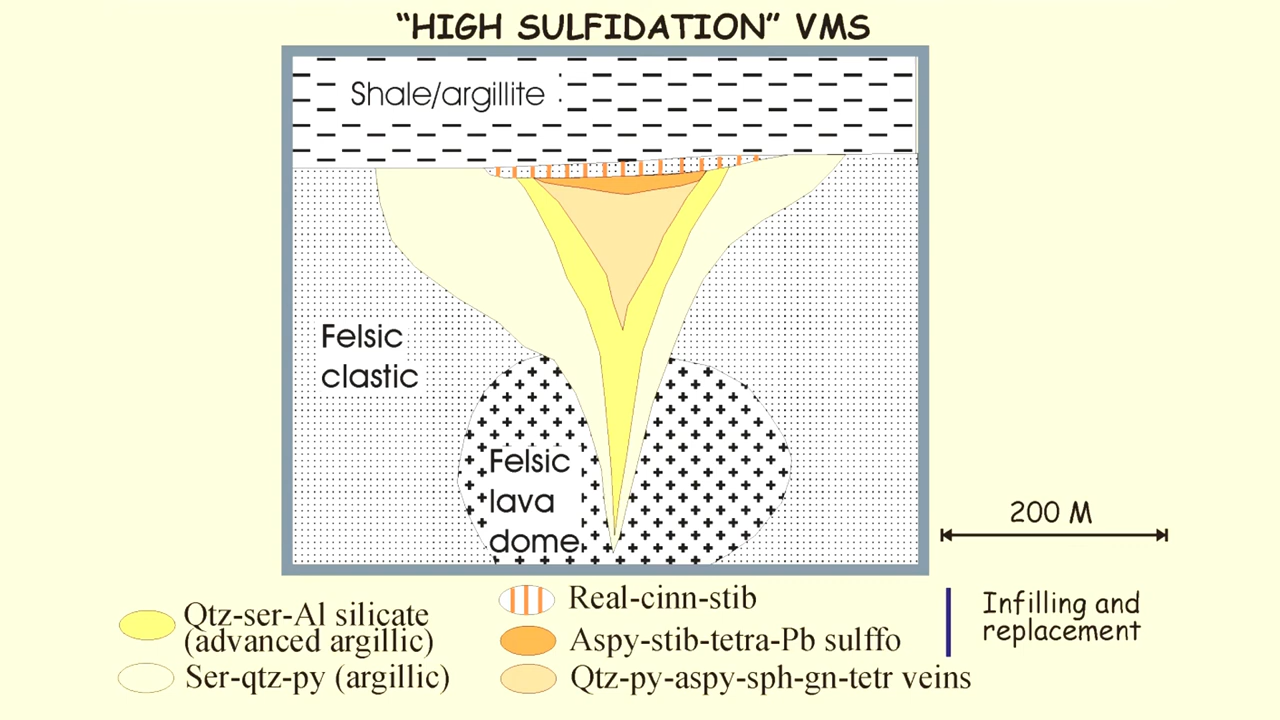 “HIGH SULFIDATION” VMS
Shale/argillite
Felsic
clastic
Felsic
lava
dome
200 M
Qtz-ser-Al silicate
(advanced argillic)
Ser-qtz-py (argillic)
Real-cinn-stib
Aspy-stib-tetra-Pb sulffo
Qtz-py-aspy-sph-gn-tetr veins
Infilling and
replacement